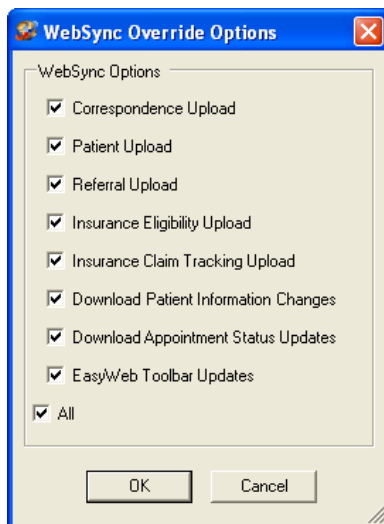 WebSync Override Options
WebSync Options
Correspondence Upload
Patient Upload
Referral Upload
Insurance Eligibility Upload
Insurance Claim Tracking Upload
Download Patient Information Changes
Download Appointment Status Updates
EasyWeb Toolbar Updates
All
OK Cancel